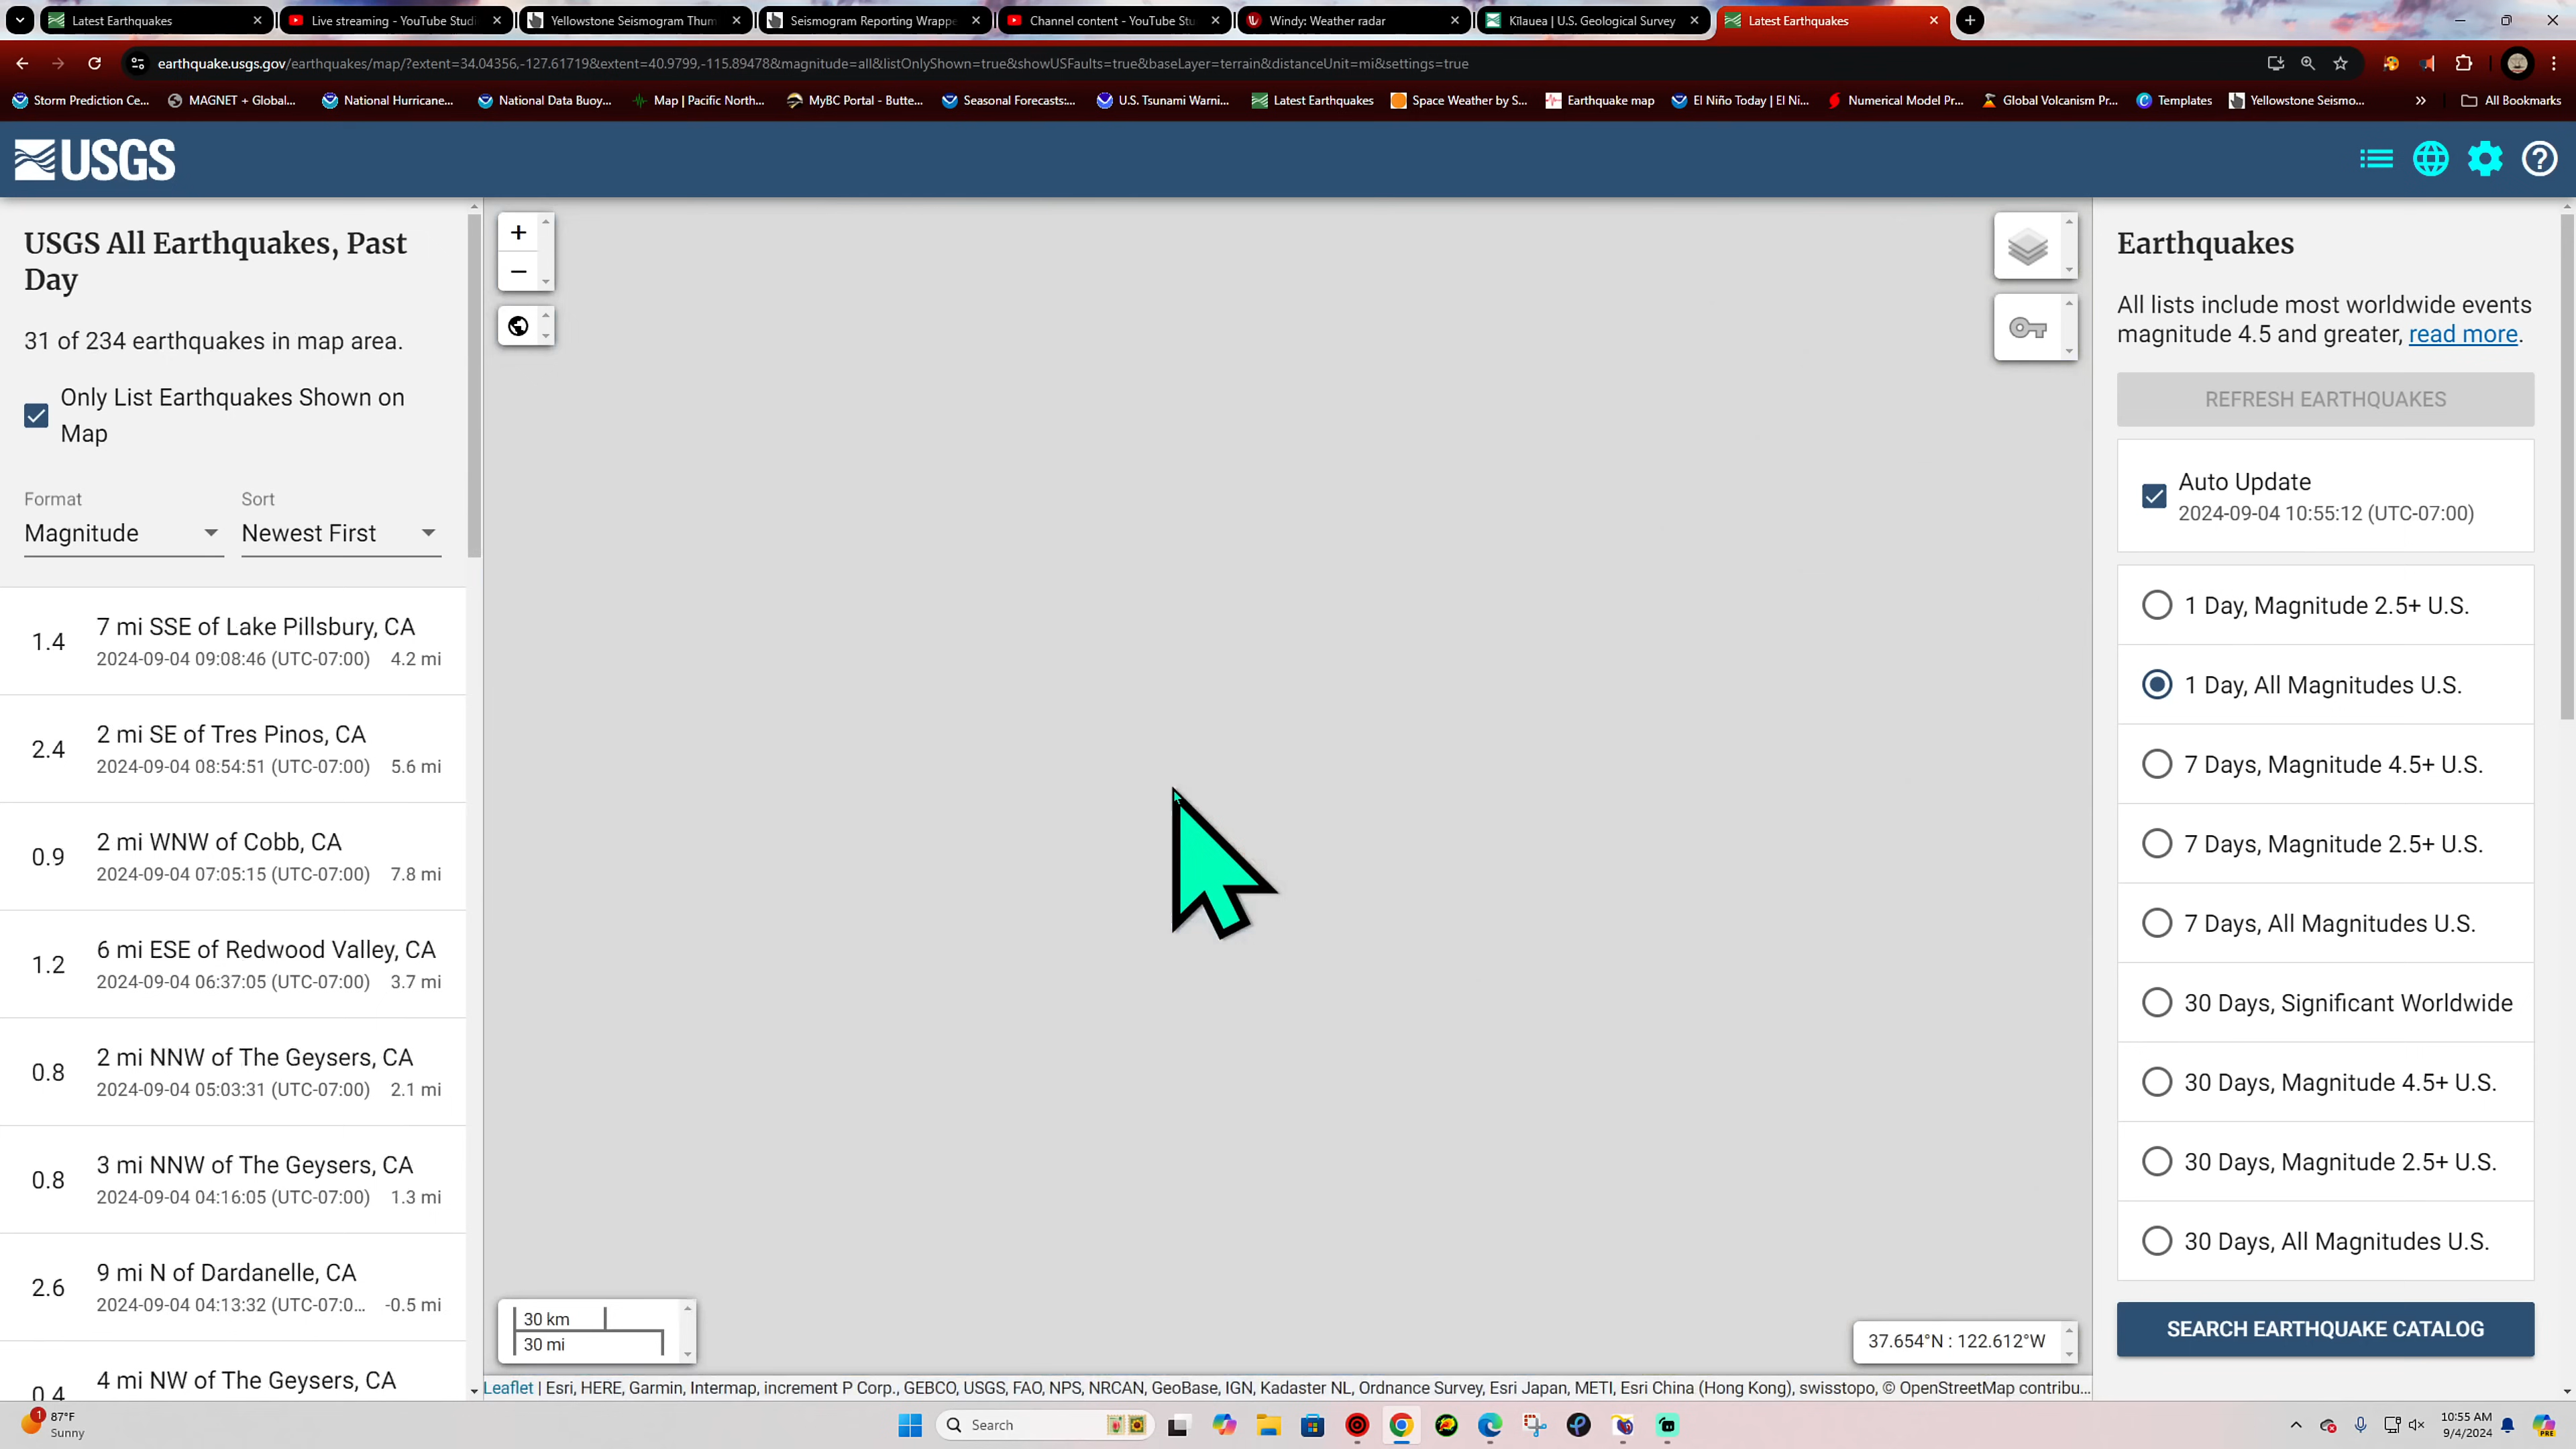 Latest Earthquakes
Live streaming - YouTube Studi
Yellowstone Seismogram Thum
Seismogram Reporting Wrappe
Channel content - YouTube Stu
Windy: Weather radar
Kīlauea | U.S. Geological Survey
Latest Earthquakes
earthquake.usgs.gov/earthquakes/map/?extent=34.04356,-127.61719&extent=40.9799,-115.89478&magnitude=all&listOnlyShown=true&showUSFaults=true&baseLayer=terrain&distanceUnit=mi&settings=true
Storm Prediction Ce...
MAGNET + Global...
National Hurricane...
National Data Buoy...
Map | Pacific North...
MyBC Portal - Butte...
Seasonal Forecasts:...
U.S. Tsunami Warni...
Latest Earthquakes
Space Weather by S...
Earthquake map
El Niño Today | El Ni...
Numerical Model Pr...
Global Volcanism Pr...
Templates
Yellowstone Seismo...
All Bookmarks
USGS
USGS All Earthquakes, Past
Day
31 of 234 earthquakes in map area.
Only List Earthquakes Shown on
Map
Format
Sort
Magnitude
Newest First
1.4
7 mi SSE of Lake Pillsbury, CA
2024-09-04 09:08:46 (UTC-07:00) 4.2 mi
2.4
2 mi SE of Tres Pinos, CA
2024-09-04 08:54:51 (UTC-07:00) 5.6 mi
0.9
2 mi WNW of Cobb, CA
2024-09-04 07:05:15 (UTC-07:00) 7.8 mi
1.2
6 mi ESE of Redwood Valley, CA
2024-09-04 06:37:05 (UTC-07:00) 3.7 mi
0.8
2 mi NNW of The Geysers, CA
2024-09-04 05:03:31 (UTC-07:00) 2.1 mi
0.8
3 mi NNW of The Geysers, CA
2024-09-04 04:16:05 (UTC-07:00) 1.3 mi
2.6
9 mi N of Dardanelle, CA
2024-09-04 04:13:32 (UTC-07:0... -0.5 mi
0.4
4 mi NW of The Geysers, CA
+
−
30 km
30 mi
37.654°N : 122.612°W
Leaflet | Esri, HERE, Garmin, Intermap, increment P Corp., GEBCO, USGS, FAO, NPS, NRCAN, GeoBase, IGN, Kadaster NL, Ordnance Survey, Esri Japan, METI, Esri China (Hong Kong), swisstopo, © OpenStreetMap contribu...
Earthquakes
All lists include most worldwide events
magnitude 4.5 and greater, read more.
REFRESH EARTHQUAKES
Auto Update
2024-09-04 10:55:12 (UTC-07:00)
1 Day, Magnitude 2.5+ U.S.
1 Day, All Magnitudes U.S.
7 Days, Magnitude 4.5+ U.S.
7 Days, Magnitude 2.5+ U.S.
7 Days, All Magnitudes U.S.
30 Days, Significant Worldwide
30 Days, Magnitude 4.5+ U.S.
30 Days, Magnitude 2.5+ U.S.
30 Days, All Magnitudes U.S.
SEARCH EARTHQUAKE CATALOG
1
87°F
Sunny
Search
10:55 AM
9/4/2024
PRE